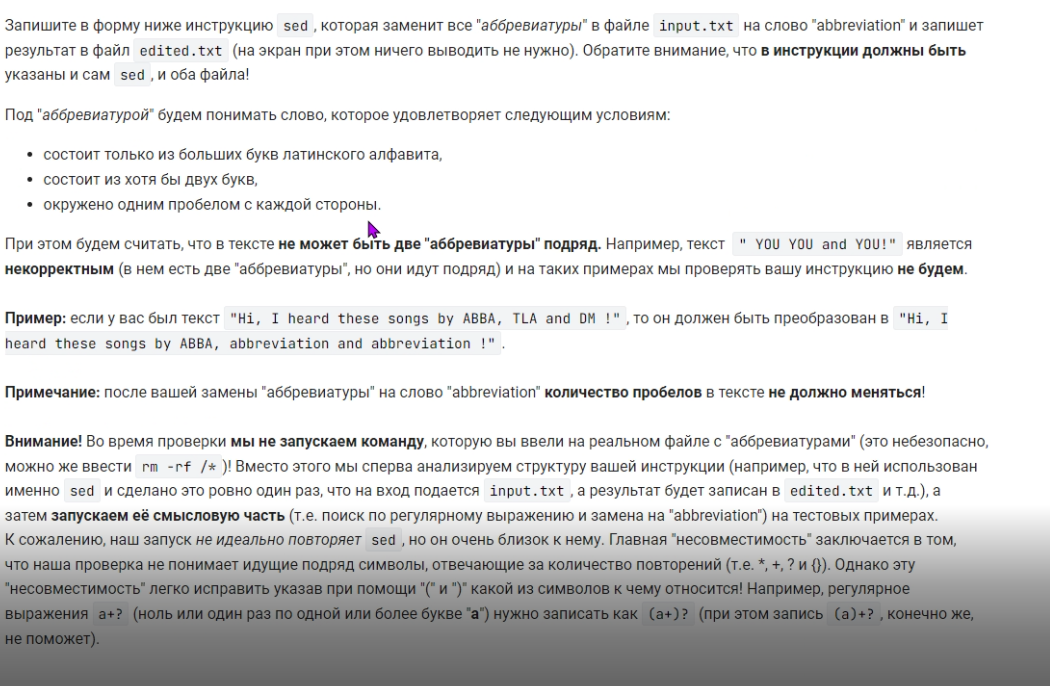 Запишите в форму ниже инструкцию sed, которая заменит все "аббревиатуры" в файле input.txt на слово "abbreviation" и запишет
результат в файл edited.txt (на экран при этом ничего выводить не нужно). Обратите внимание, что в инструкции должны быть
указаны и сам sed, и оба файла!
Под "аббревиатурой" будем понимать слово, которое удовлетворяет следующим условиям:
• состоит только из больших букв латинского алфавита,
• состоит из хотя бы двух букв,
• окружено одним пробелом с каждой стороны.
При этом будем считать, что в тексте не может быть две "аббревиатуры" подряд. Например, текст " YOU YOU and YOU!" является
некорректным (в нем есть две "аббревиатуры", но они идут подряд) и на таких примерах мы проверять вашу инструкцию не будем.
Пример: если у вас был текст "Hi, I heard these songs by ABBA, TLA and DM !", то он должен быть преобразован в "Hi, I
heard these songs by ABBA, abbreviation and abbreviation !".
Примечание: после вашей замены "аббревиатуры" на слово "abbreviation" количество пробелов в тексте не должно меняться!
Внимание! Во время проверки мы не запускаем команду, которую вы ввели на реальном файле с "аббревиатурами" (это небезопасно,
можно же ввести rm -rf /*)! Вместо этого мы сперва анализируем структуру вашей инструкции (например, что в ней использован
именно sed и сделано это ровно один раз, что на вход подается input.txt, а результат будет записан в edited.txt и т.д.), а
затем запускаем её смысловую часть (т.е. поиск по регулярному выражению и замена на "abbreviation") на тестовых примерах.
К сожалению, наш запуск не идеально повторяет sed, но он очень близок к нему. Главная "несовместимость" заключается в том,
что наша проверка не понимает идущие подряд символы, отвечающие за количество повторений (т.е. *, +, ? и {}). Однако эту
"несовместимость" легко исправить указав при помощи "(" и ")" какой из символов к чему относится! Например, регулярное
выражения a+? (ноль или один раз по одной или более букве "a") нужно записать как (a+)? (при этом запись (a)+?, конечно же,
не поможет).